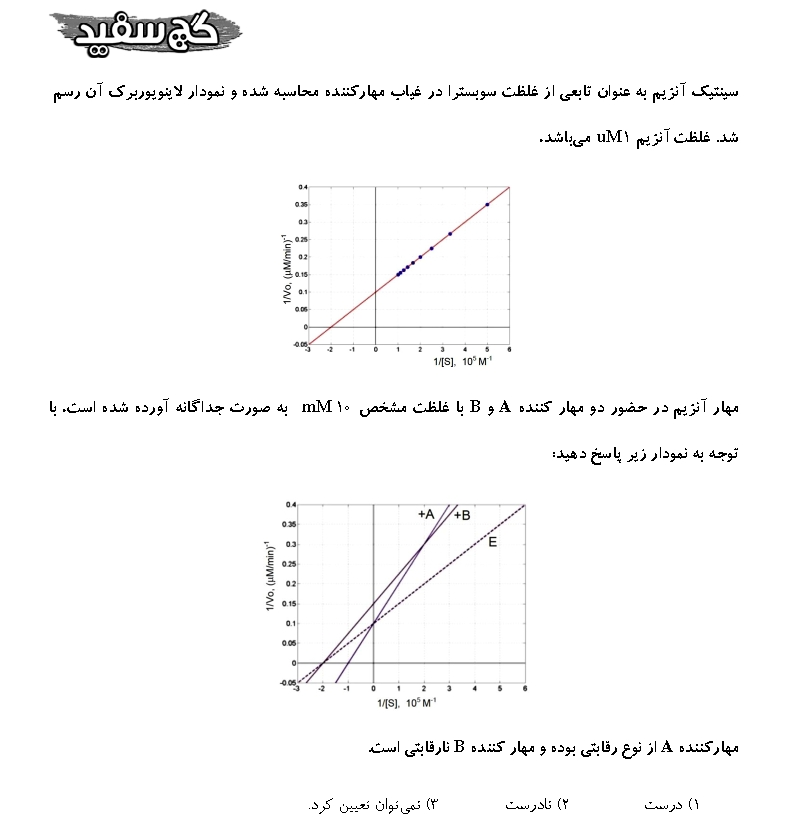 گچ سفید
سینتیک آنزیم به عنوان تابعی از غلظت سوبسترا در غیاب مهارکننده محاسبه شده و نمودار لاینویوربرک آن رسم
شد. غلظت آنزیم uM۱ می‌باشد.
0.4
0.35
0.3
0.25
0.2
0.15
0.1
0.05
0
-0.05
1/Vo, (µM/min)⁻¹
-3 -2 -1 0 1 2 3 4 5 6
1/[S], 10⁵ M⁻¹
مهار آنزیم در حضور دو مهار کننده A و B با غلظت مشخص ۱۰ mM به صورت جداگانه آورده شده است. با
توجه به نمودار زیر پاسخ دهید:
0.4
0.35
0.3
0.25
0.2
0.15
0.1
0.05
0
-0.05
1/Vo, (µM/min)⁻¹
+A +B
E
-3 -2 -1 0 1 2 3 4 5 6
1/[S], 10⁵ M⁻¹
مهارکننده A از نوع رقابتی بوده و مهار کننده B نارقابتی است.
۱) درست ۲) نادرست ۳) نمی‌توان تعیین کرد.